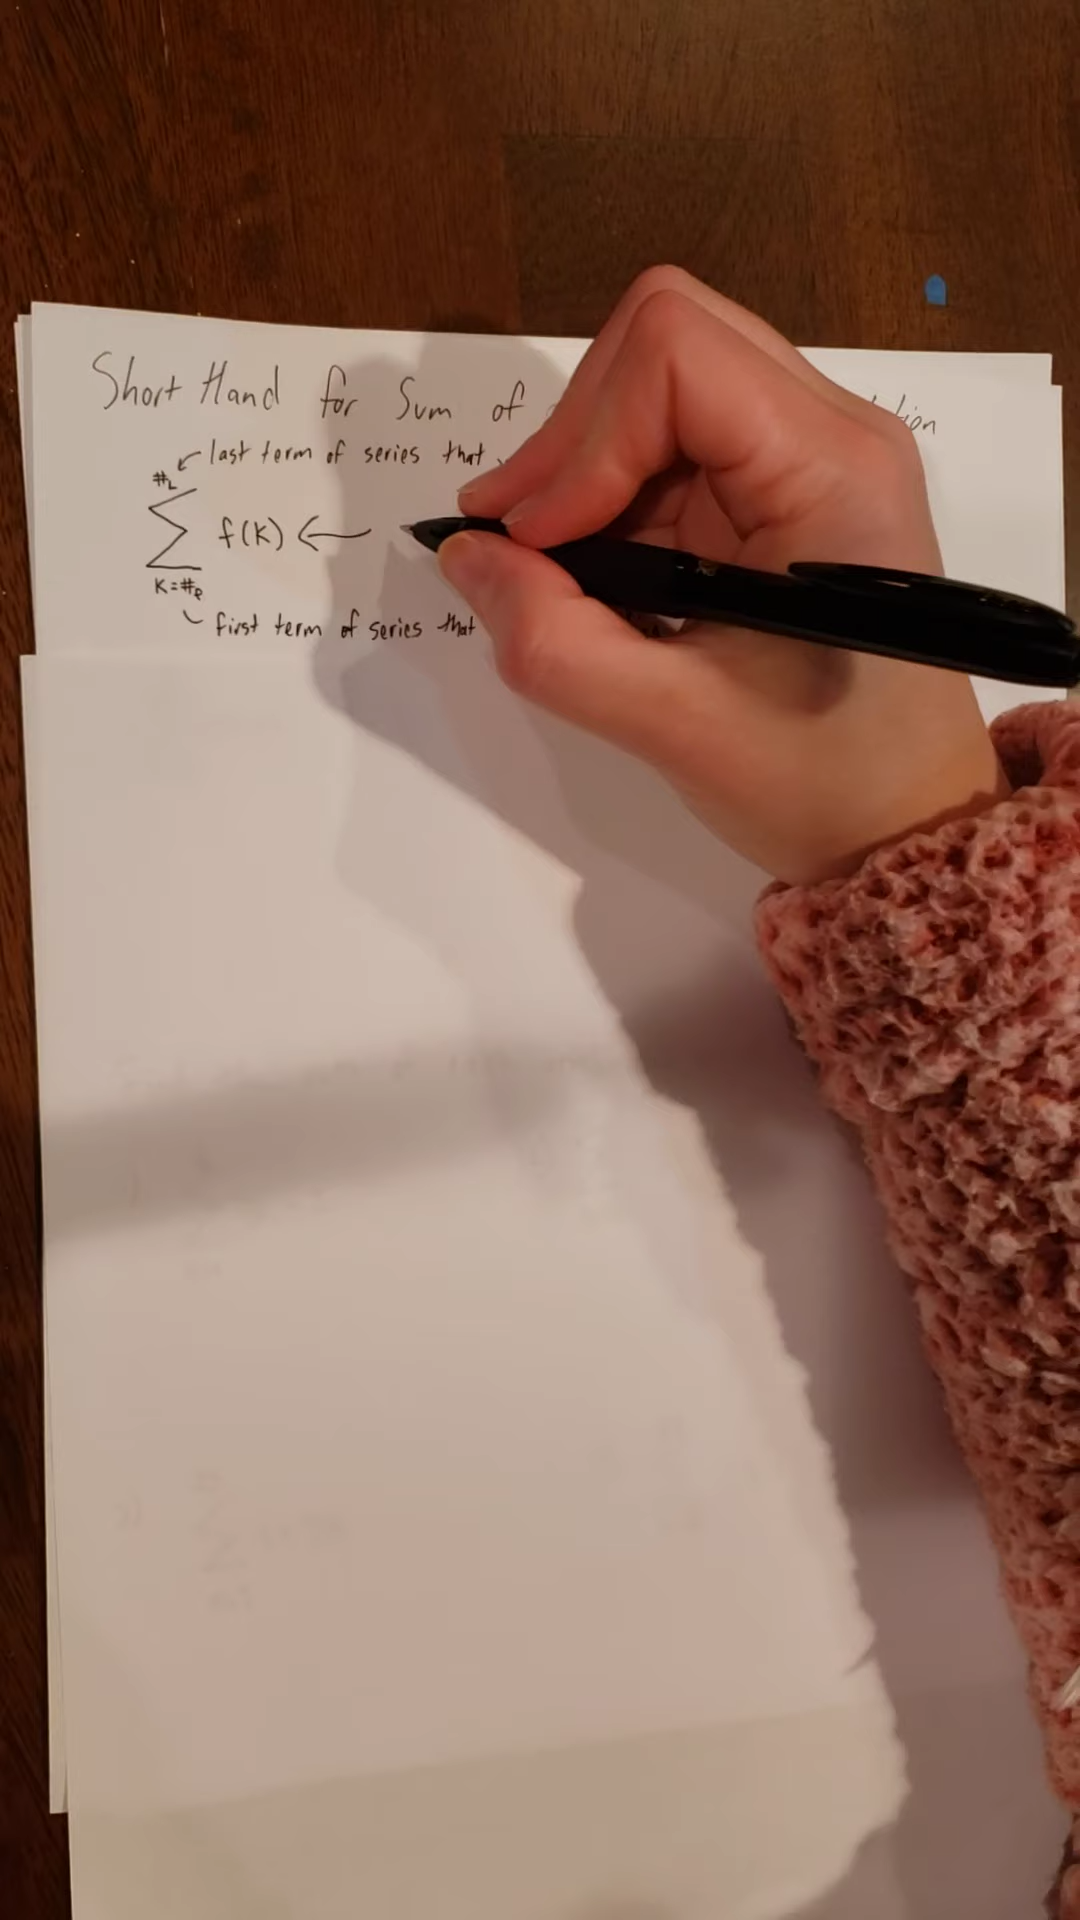 Short Hand for Sum of
last term of series that
#L
Σ f(K) ←
K=#F
first term of series that